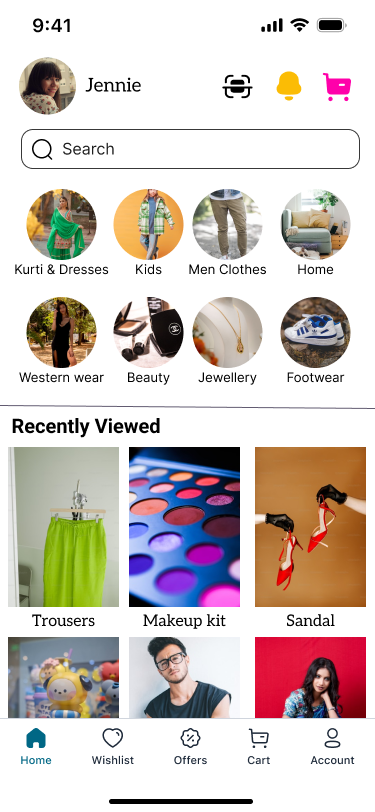 9:41
Jennie
Search
Kurti & Dresses
Kids
Men Clothes
Home
Western wear
Beauty
Jewellery
Footwear
Recently Viewed
Trousers
Makeup kit
Sandal
Home
Wishlist
Offers
Cart
Account